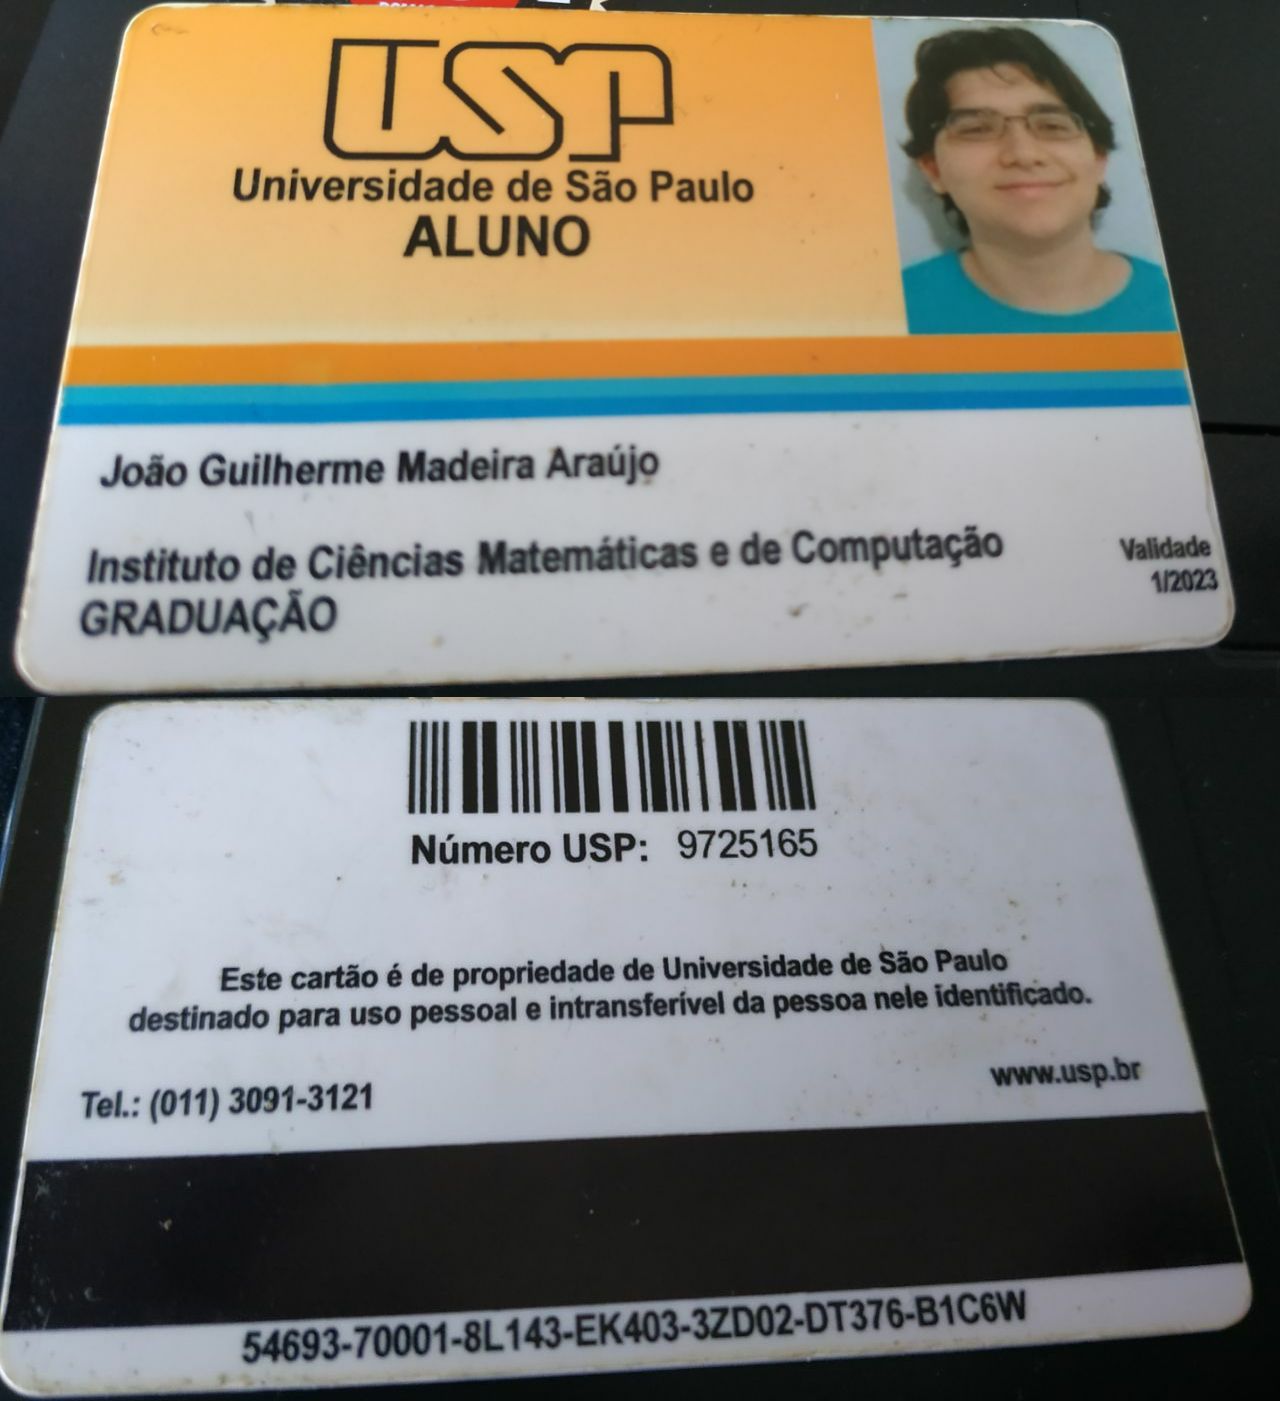 USP
Universidade de São Paulo
ALUNO
João Guilherme Madeira Araújo
Instituto de Ciências Matemáticas e de Computação
GRADUAÇÃO
Validade
1/2023
Número USP: 9725165
Este cartão é de propriedade de Universidade de São Paulo
destinado para uso pessoal e intransferível da pessoa nele identificado.
Tel.: (011) 3091-3121
www.usp.br
54693-70001-8L143-EK403-3ZD02-DT376-B1C6W